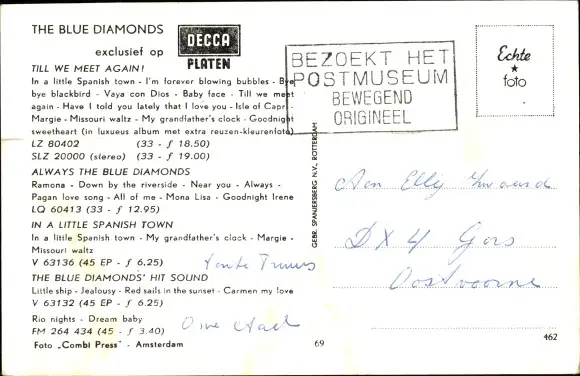 THE BLUE DIAMONDS
exclusief op
DECCA
PLATEN
TILL WE MEET AGAIN!
In a little Spanish town - I'm forever blowing bubbles - Bye
bye blackbird - Vaya con Dios - Baby face - Till we meet
again - Have I told you lately that I love you - Isle of Capri -
Margie - Missouri waltz - My grandfather's clock - Goodnight
sweetheart (in luxueus album met extra reuzen-kleurenfoto)
LZ 80402 (33 - f 18.50)
SLZ 20000 (stereo) (33 - f 19.00)
ALWAYS THE BLUE DIAMONDS
Ramona - Down by the riverside - Near you - Always -
Pagan love song - All of me - Mona Lisa - Goodnight Irene
LQ 60413 (33 - f 12.95)
IN A LITTLE SPANISH TOWN
In a little Spanish town - My grandfather's clock - Margie -
Missouri waltz
V 63136 (45 EP - f 6.25)
THE BLUE DIAMONDS' HIT SOUND
Little ship - Jealousy - Red sails in the sunset - Carmen my love
V 63132 (45 EP - f 6.25)
Rio nights - Dream baby
FM 264 434 (45 - f 3.40)
Foto „Combi Press" - Amsterdam
Tante Truus
69
GEBR. SPANJERSBERG N.V., ROTTERDAM
BEZOEKT HET
POSTMUSEUM
BEWEGEND
ORIGINEEL
Echte
foto
Aan Elly
DX 4 Gors
Oostvoorne
462